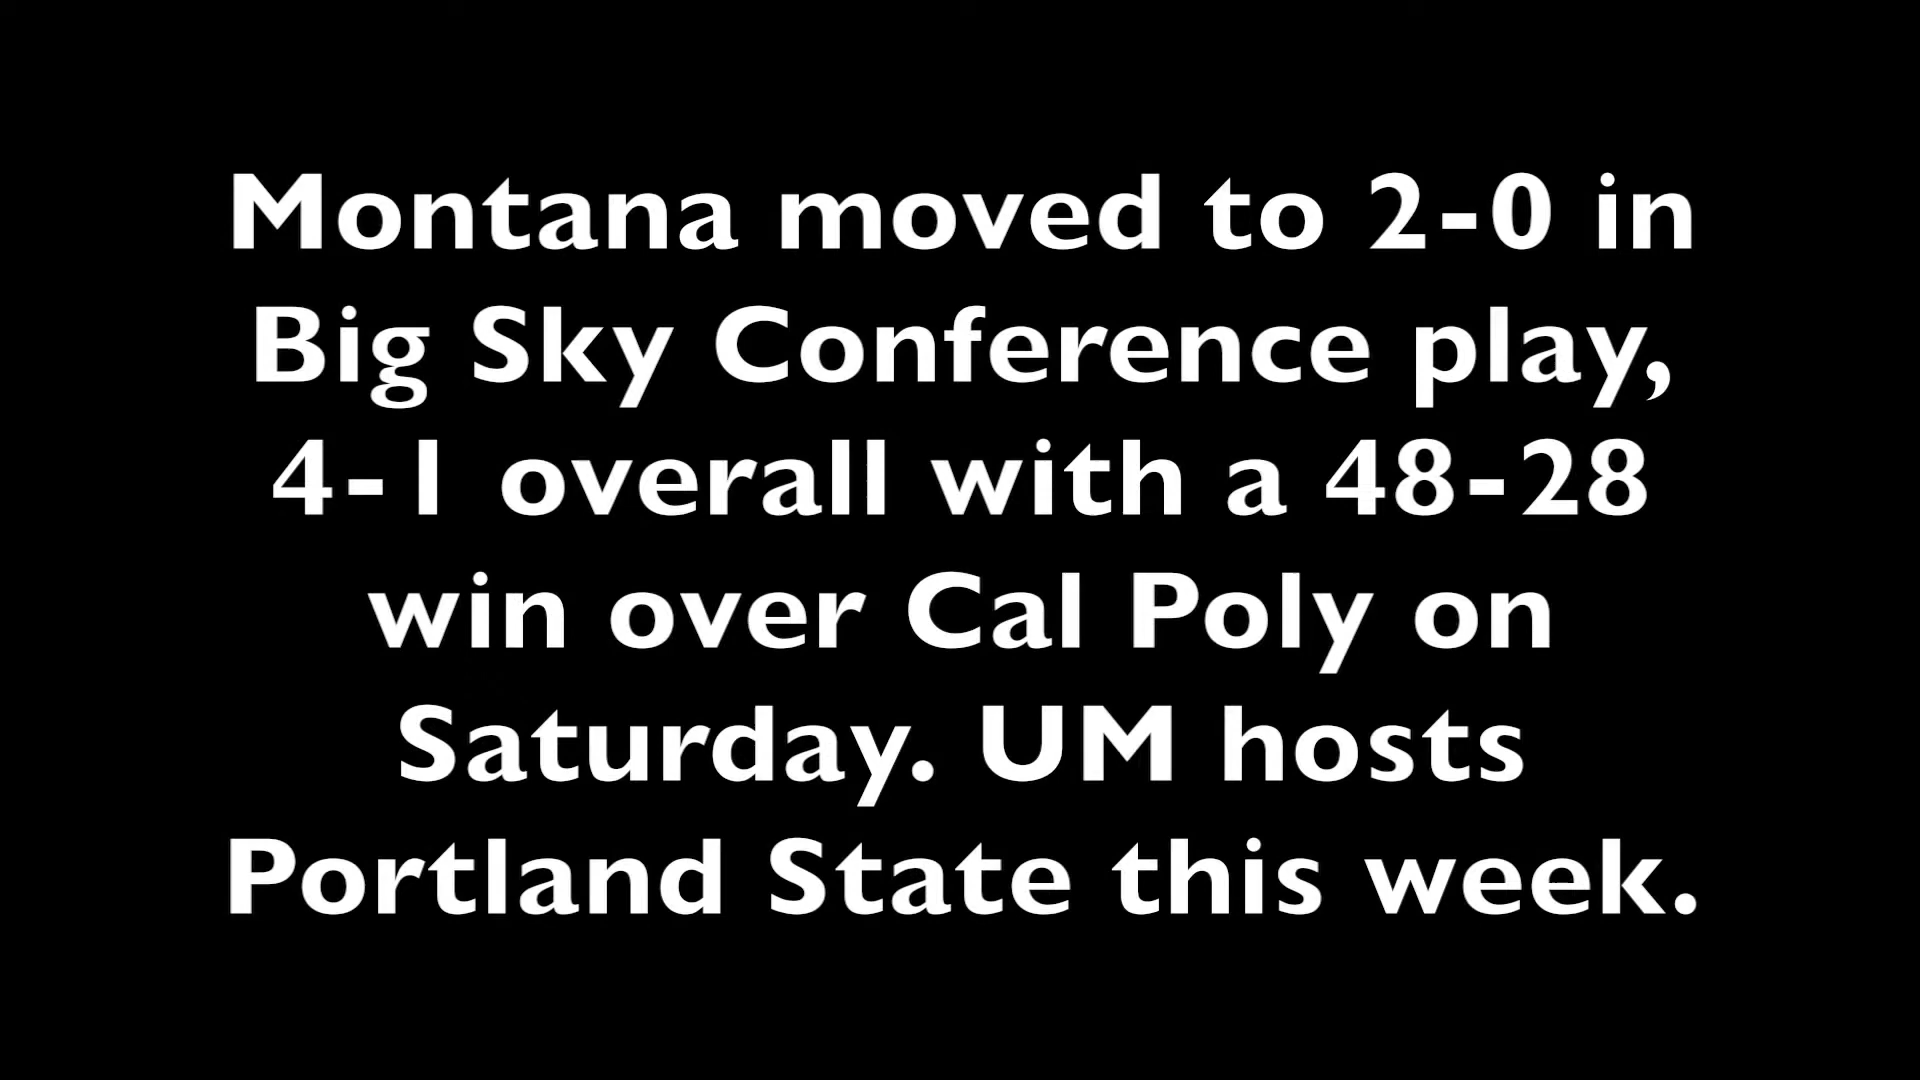 Montana moved to 2-0 in
Big Sky Conference play,
4-1 overall with a 48-28
win over Cal Poly on
Saturday. UM hosts
Portland State this week.